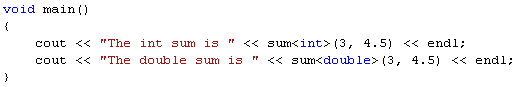 void main()
{
    cout << "The int sum is " << sum<int>(3, 4.5) << endl;
    cout << "The double sum is " << sum<double>(3, 4.5) << endl;
}